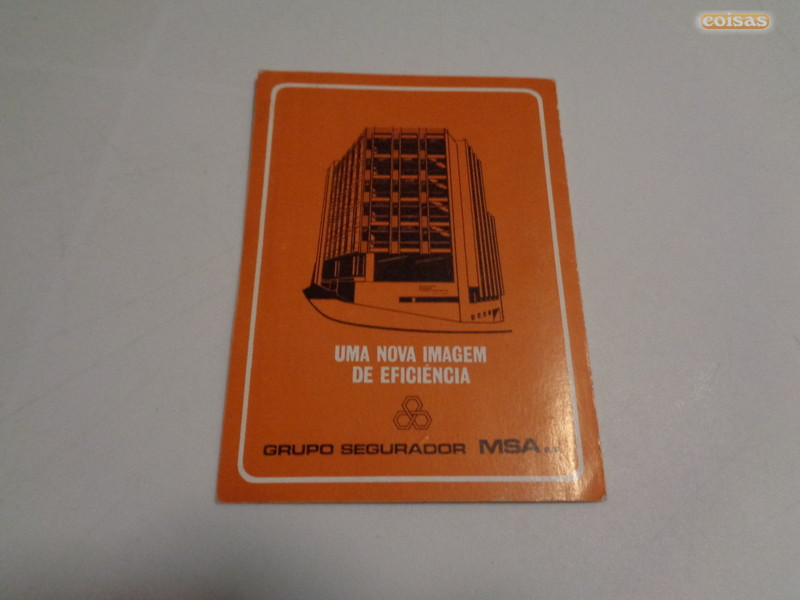 coisas
UMA NOVA IMAGEM
DE EFICIÊNCIA
GRUPO SEGURADOR MSA